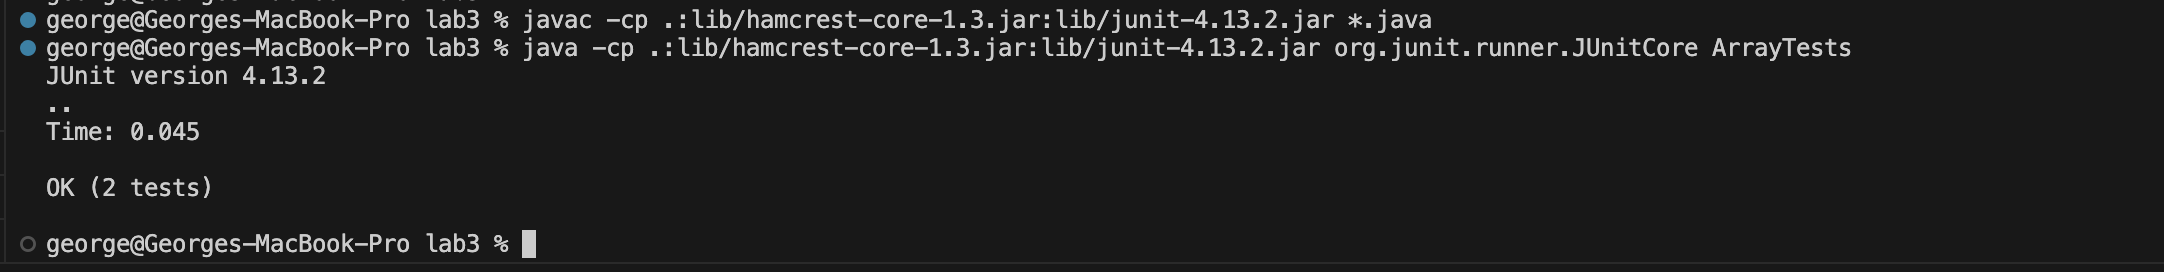 george@Georges-MacBook-Pro lab3 % javac -cp .:lib/hamcrest-core-1.3.jar:lib/junit-4.13.2.jar *.java
george@Georges-MacBook-Pro lab3 % java -cp .:lib/hamcrest-core-1.3.jar:lib/junit-4.13.2.jar org.junit.runner.JUnitCore ArrayTests
JUnit version 4.13.2
..
Time: 0.045
OK (2 tests)
george@Georges-MacBook-Pro lab3 %